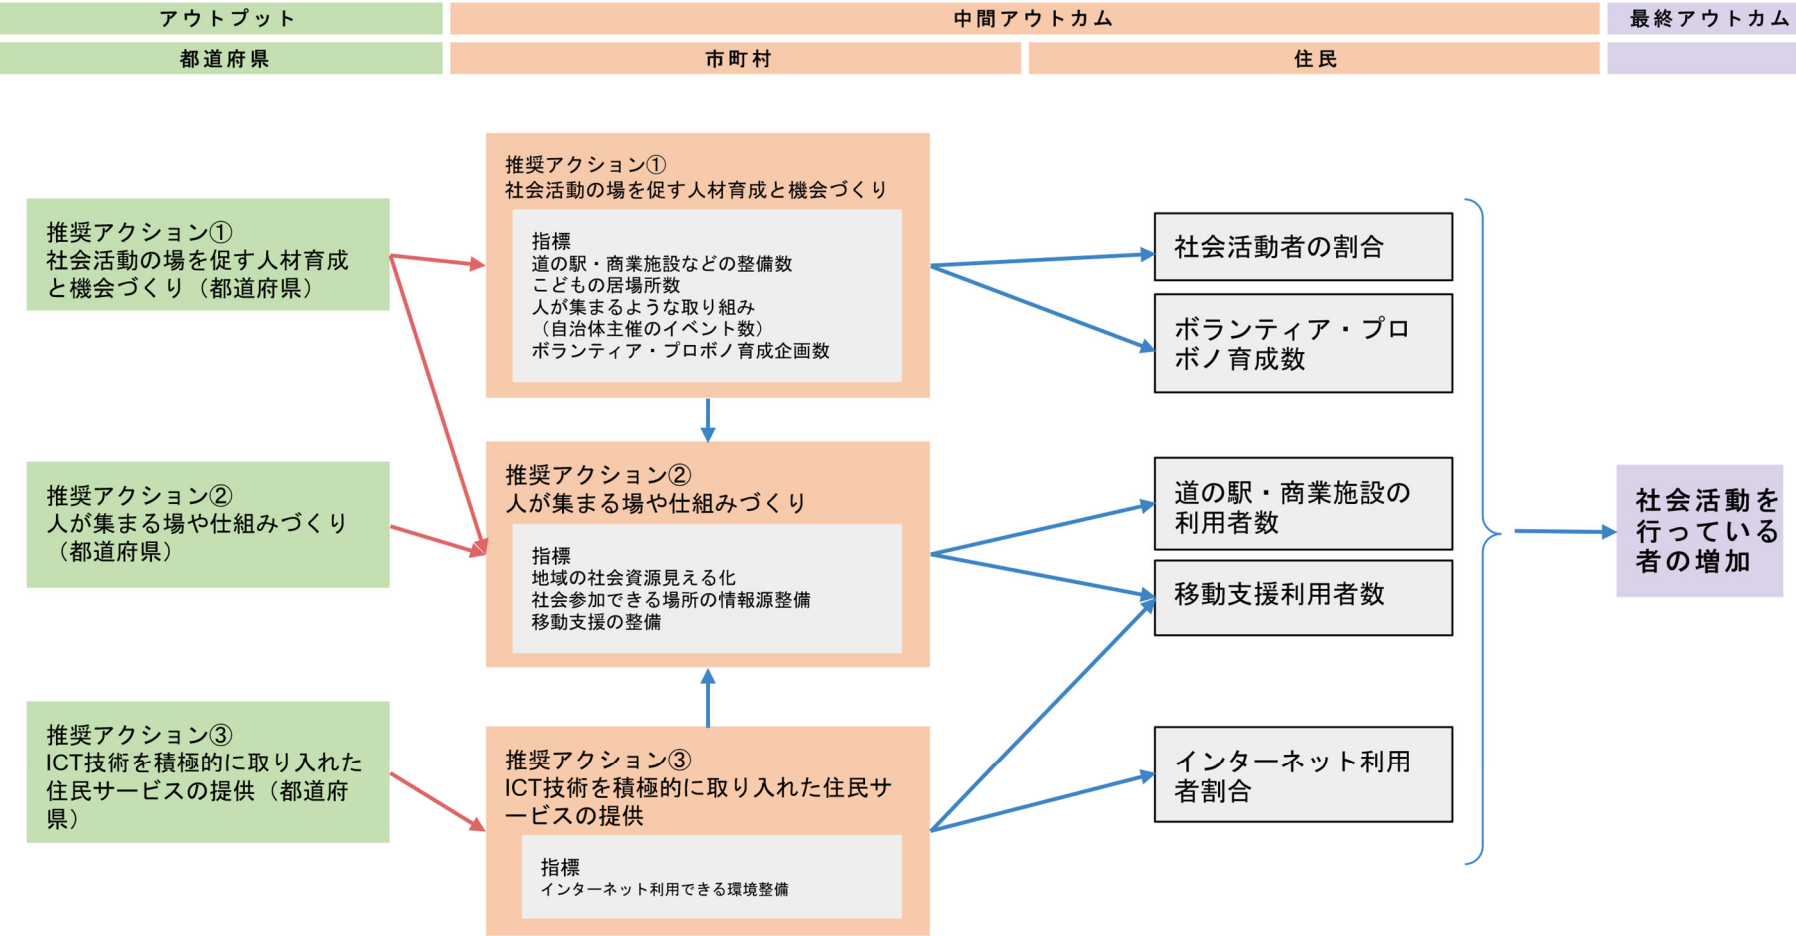 アウトプット
中間アウトカム
最終アウトカム
都道府県
市町村
住民
推奨アクション①
社会活動の場を促す人材育成
と機会づくり（都道府県）
推奨アクション②
人が集まる場や仕組みづくり
（都道府県）
推奨アクション③
ICT技術を積極的に取り入れた
住民サービスの提供（都道府
県）
推奨アクション①
社会活動の場を促す人材育成と機会づくり
指標
道の駅・商業施設などの整備数
こどもの居場所数
人が集まるような取り組み
（自治体主催のイベント数）
ボランティア・プロボノ育成企画数
推奨アクション②
人が集まる場や仕組みづくり
指標
地域の社会資源見える化
社会参加できる場所の情報源整備
移動支援の整備
推奨アクション③
ICT技術を積極的に取り入れた住民サ
ービスの提供
指標
インターネット利用できる環境整備
社会活動者の割合
ボランティア・プロ
ボノ育成数
道の駅・商業施設の
利用者数
移動支援利用者数
インターネット利用
者割合
社会活動を
行っている
者の増加